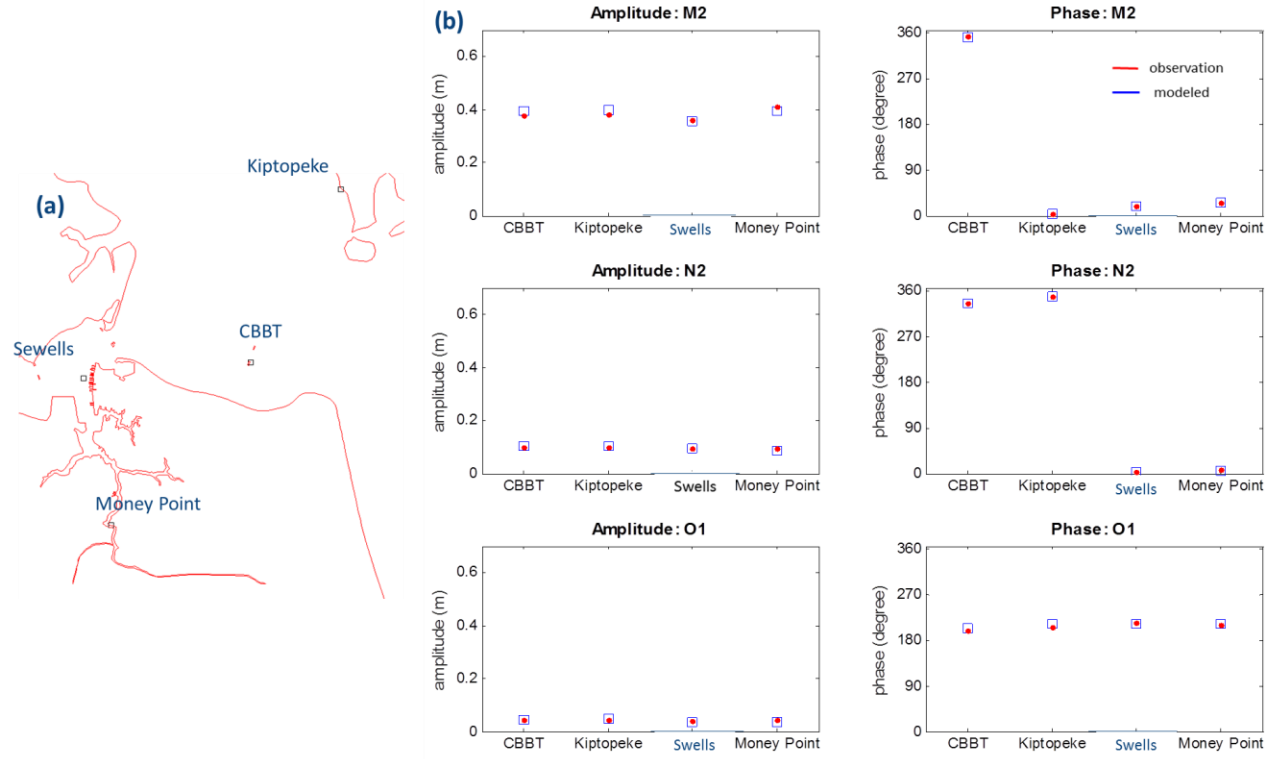 (a)
Kiptopeke
CBBT
Sewells
Money Point
(b)
Amplitude: M2
amplitude (m)
0.6
0.4
0.2
0
CBBT Kiptopeke Swells Money Point
Phase: M2
phase (degree)
360
270
180
90
0
observation
modeled
CBBT Kiptopeke Swells Money Point
Amplitude: N2
amplitude (m)
0.6
0.4
0.2
0
CBBT Kiptopeke Swells Money Point
Phase: N2
phase (degree)
360
270
180
90
0
CBBT Kiptopeke Swells Money Point
Amplitude: O1
amplitude (m)
0.6
0.4
0.2
0
CBBT Kiptopeke Swells Money Point
Phase: O1
phase (degree)
360
270
180
90
0
CBBT Kiptopeke Swells Money Point